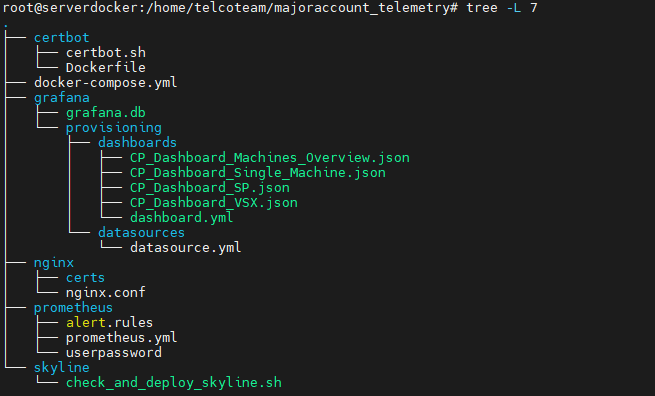 root@serverdocker:/home/telcoteam/majoraccount_telemetry# tree -L 7
.
├── certbot
│   ├── certbot.sh
│   └── Dockerfile
├── docker-compose.yml
├── grafana
│   ├── grafana.db
│   └── provisioning
│       ├── dashboards
│       │   ├── CP_Dashboard_Machines_Overview.json
│       │   ├── CP_Dashboard_Single_Machine.json
│       │   ├── CP_Dashboard_SP.json
│       │   ├── CP_Dashboard_VSX.json
│       │   └── dashboard.yml
│       └── datasources
│           └── datasource.yml
├── nginx
│   ├── certs
│   └── nginx.conf
├── prometheus
│   ├── alert.rules
│   ├── prometheus.yml
│   └── userpassword
└── skyline
    └── check_and_deploy_skyline.sh